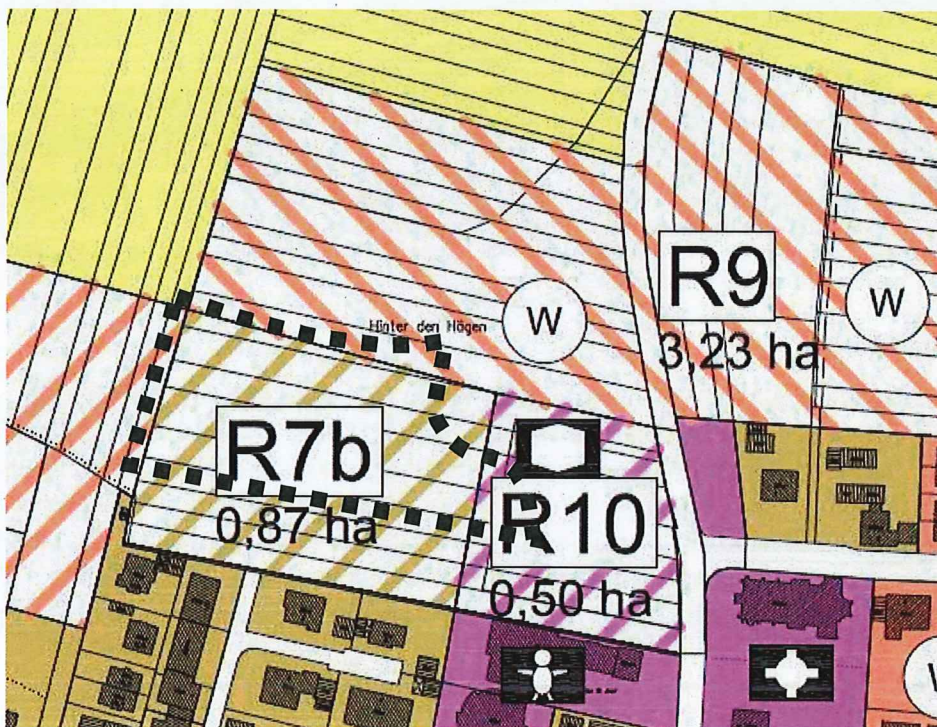 R9
W
W
Hinter den Högen
3,23 ha
R7b
R10
0,87 ha
0,50 ha